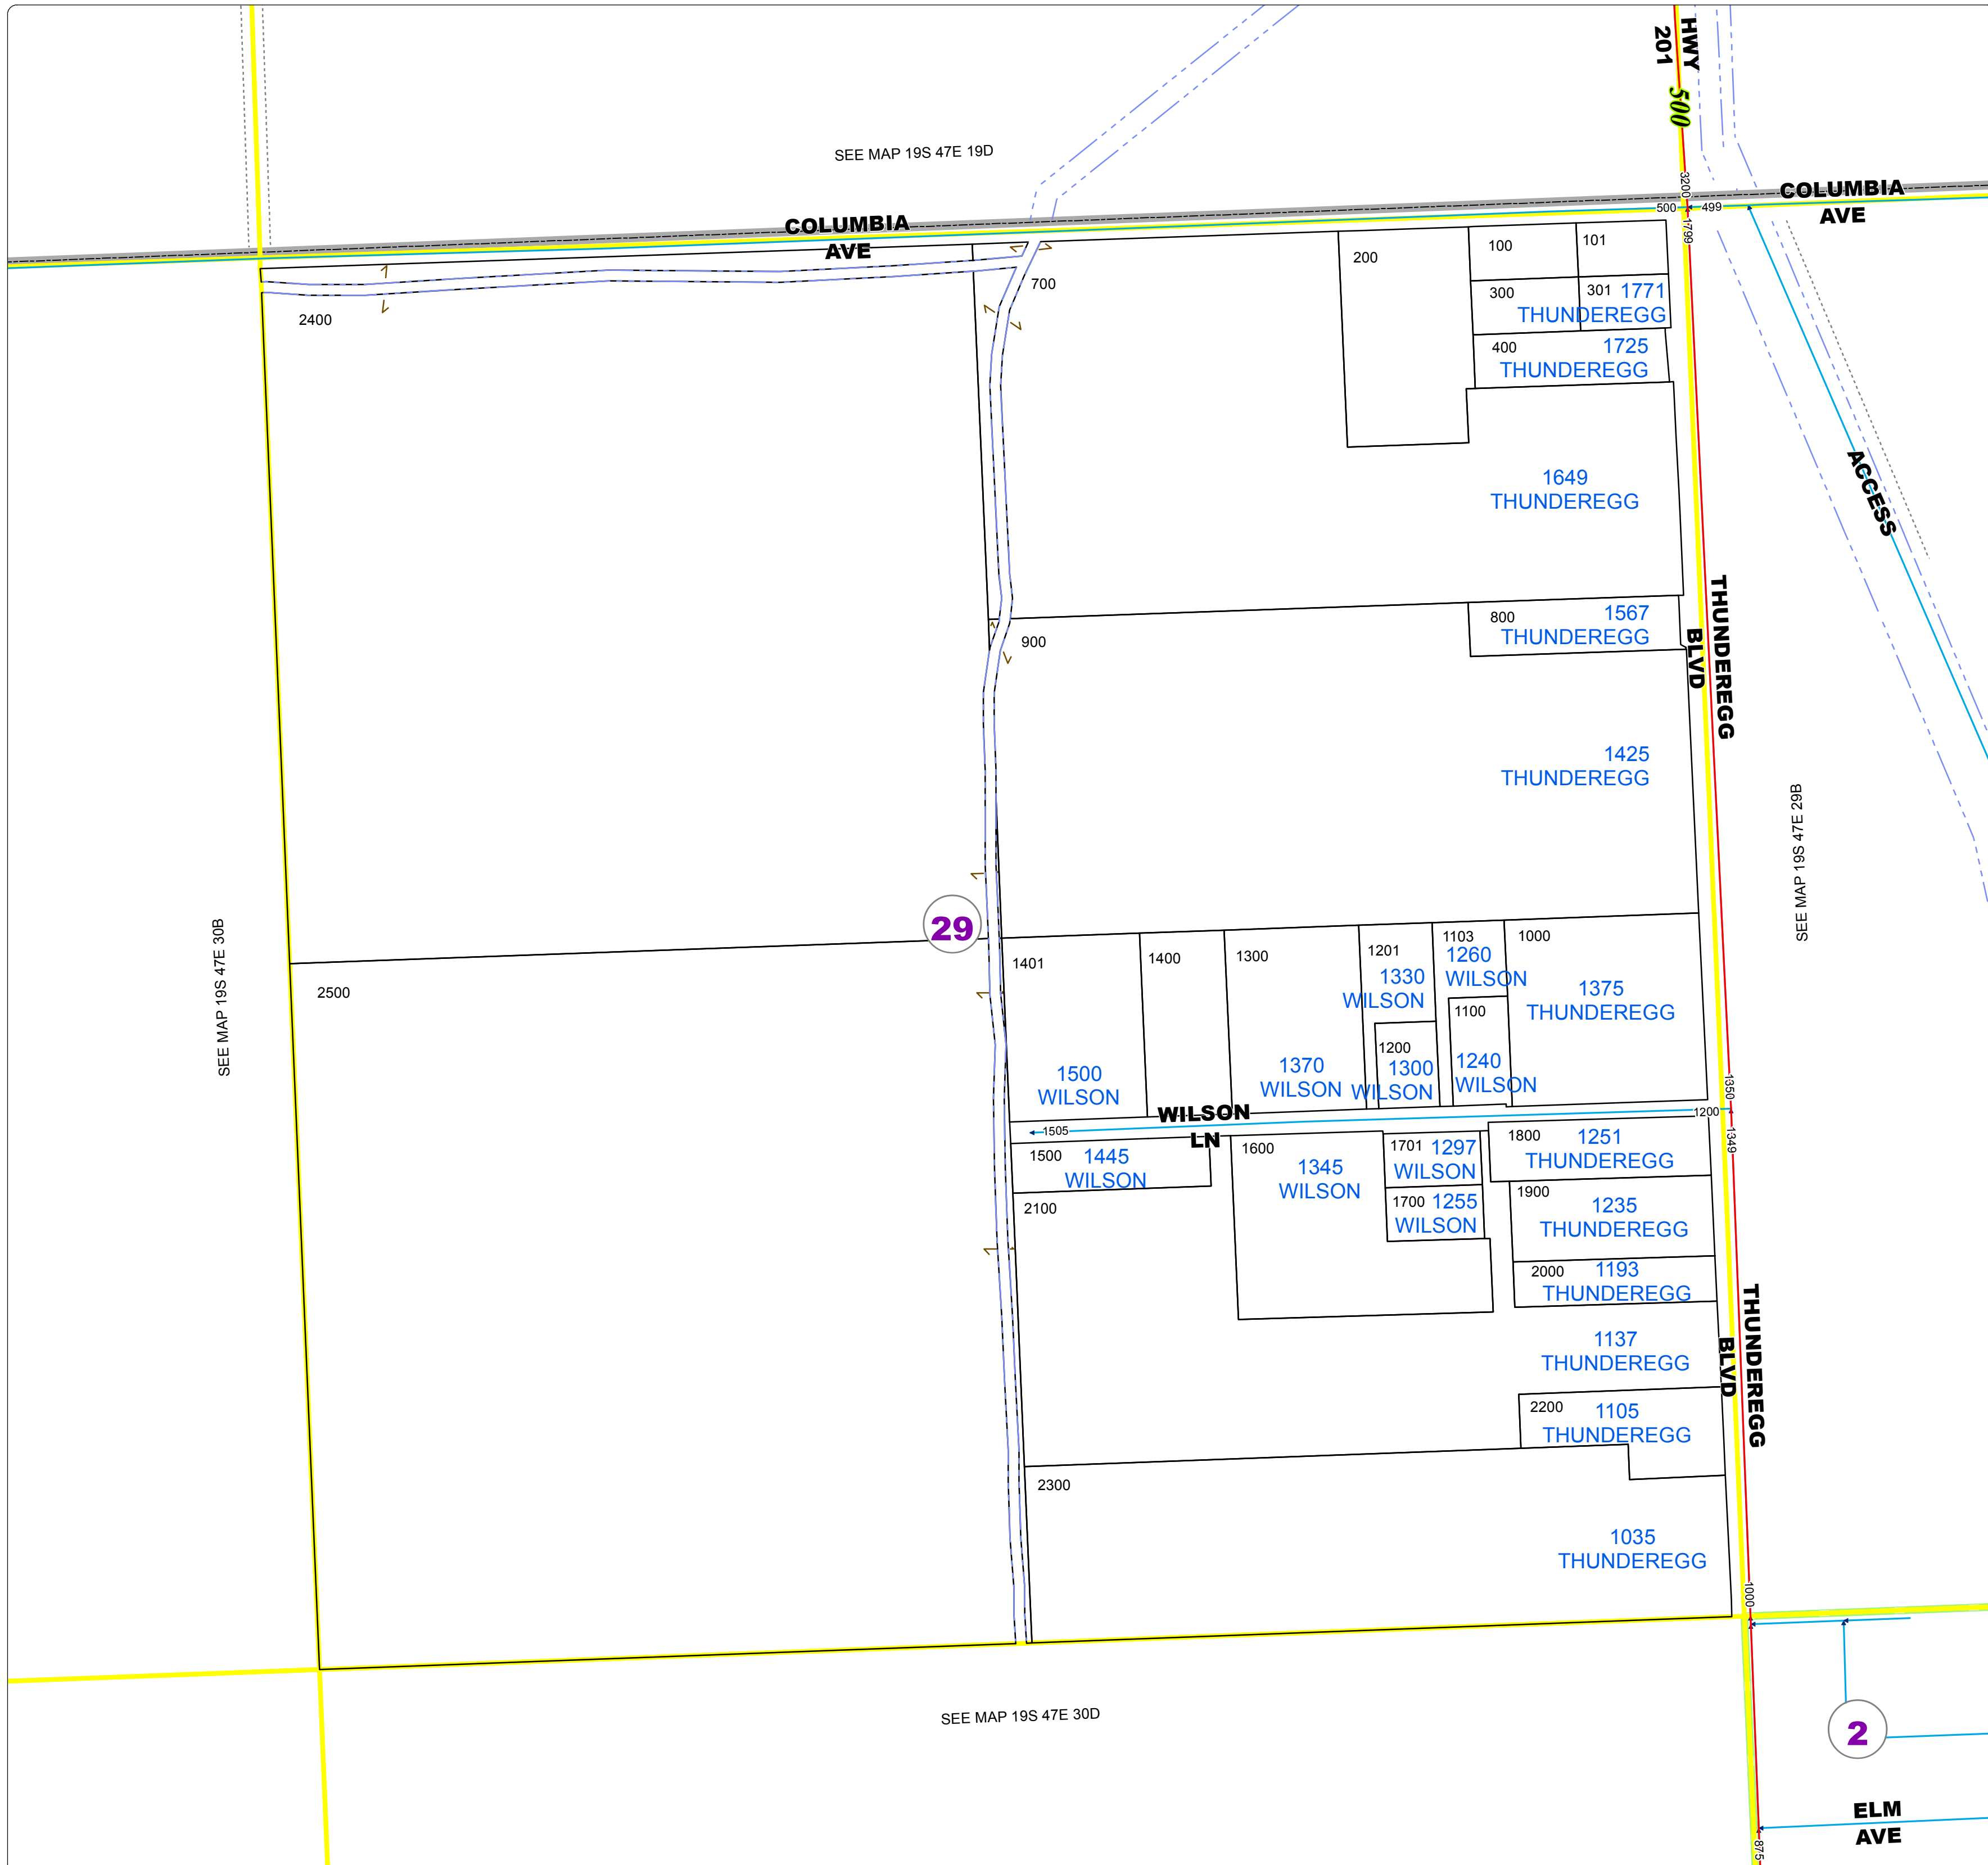 HWY
201
500
SEE MAP 19S 47E 19D
3200
COLUMBIA
AVE
COLUMBIA
AVE
500
499
1799
100
101
200
700
300
301
1771
THUNDEREGG
2400
400
1725
THUNDEREGG
1649
THUNDEREGG
ACCESS
THUNDEREGG
BLVD
800
1567
THUNDEREGG
900
1425
THUNDEREGG
SEE MAP 19S 47E 29B
29
SEE MAP 19S 47E 30B
2500
1401
1400
1300
1201
1103
1000
1330
WILSON
1260
WILSON
1375
THUNDEREGG
1100
1200
1500
WILSON
1370
WILSON
1300
WILSON
1240
WILSON
1350
1200
WILSON
LN
1505
1349
1500
1445
WILSON
1600
1345
WILSON
1701
1297
WILSON
1800
1251
THUNDEREGG
1700
1255
WILSON
1900
1235
THUNDEREGG
2100
2000
1193
THUNDEREGG
1137
THUNDEREGG
THUNDEREGG
BLVD
2200
1105
THUNDEREGG
2300
1035
THUNDEREGG
1000
SEE MAP 19S 47E 30D
2
ELM
AVE
875